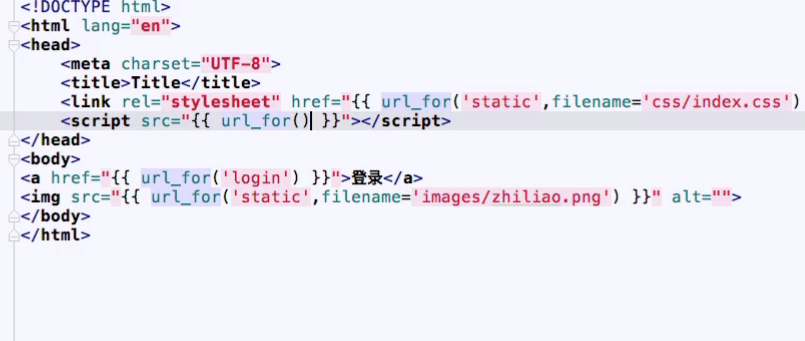 <!DOCTYPE html>
<html lang="en">
<head>
    <meta charset="UTF-8">
    <title>Title</title>
    <link rel="stylesheet" href="{{ url_for('static',filename='css/index.css')
    <script src="{{ url_for() }}"></script>
</head>
<body>
<a href="{{ url_for('login') }}">登录</a>
<img src="{{ url_for('static',filename='images/zhiliao.png') }}" alt="">
</body>
</html>